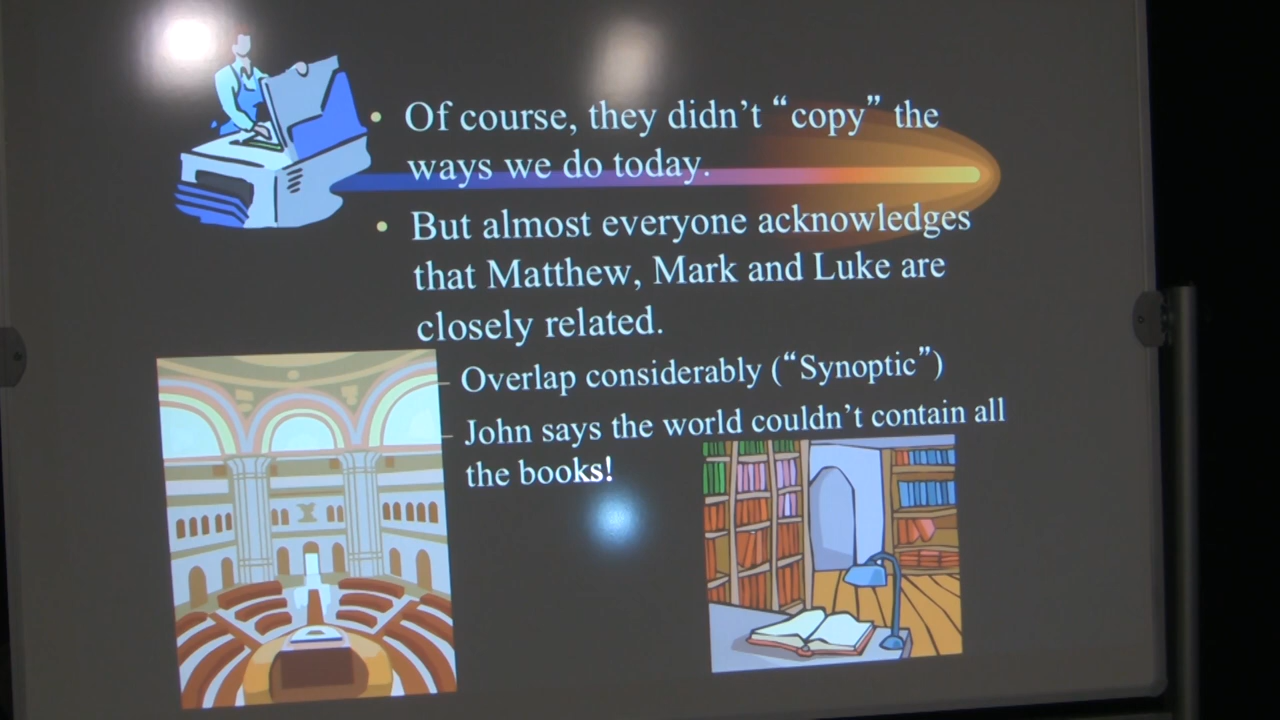 • Of course, they didn't “copy” the
ways we do today.
• But almost everyone acknowledges
that Matthew, Mark and Luke are
closely related.
– Overlap considerably (“Synoptic”)
– John says the world couldn't contain all
the books!